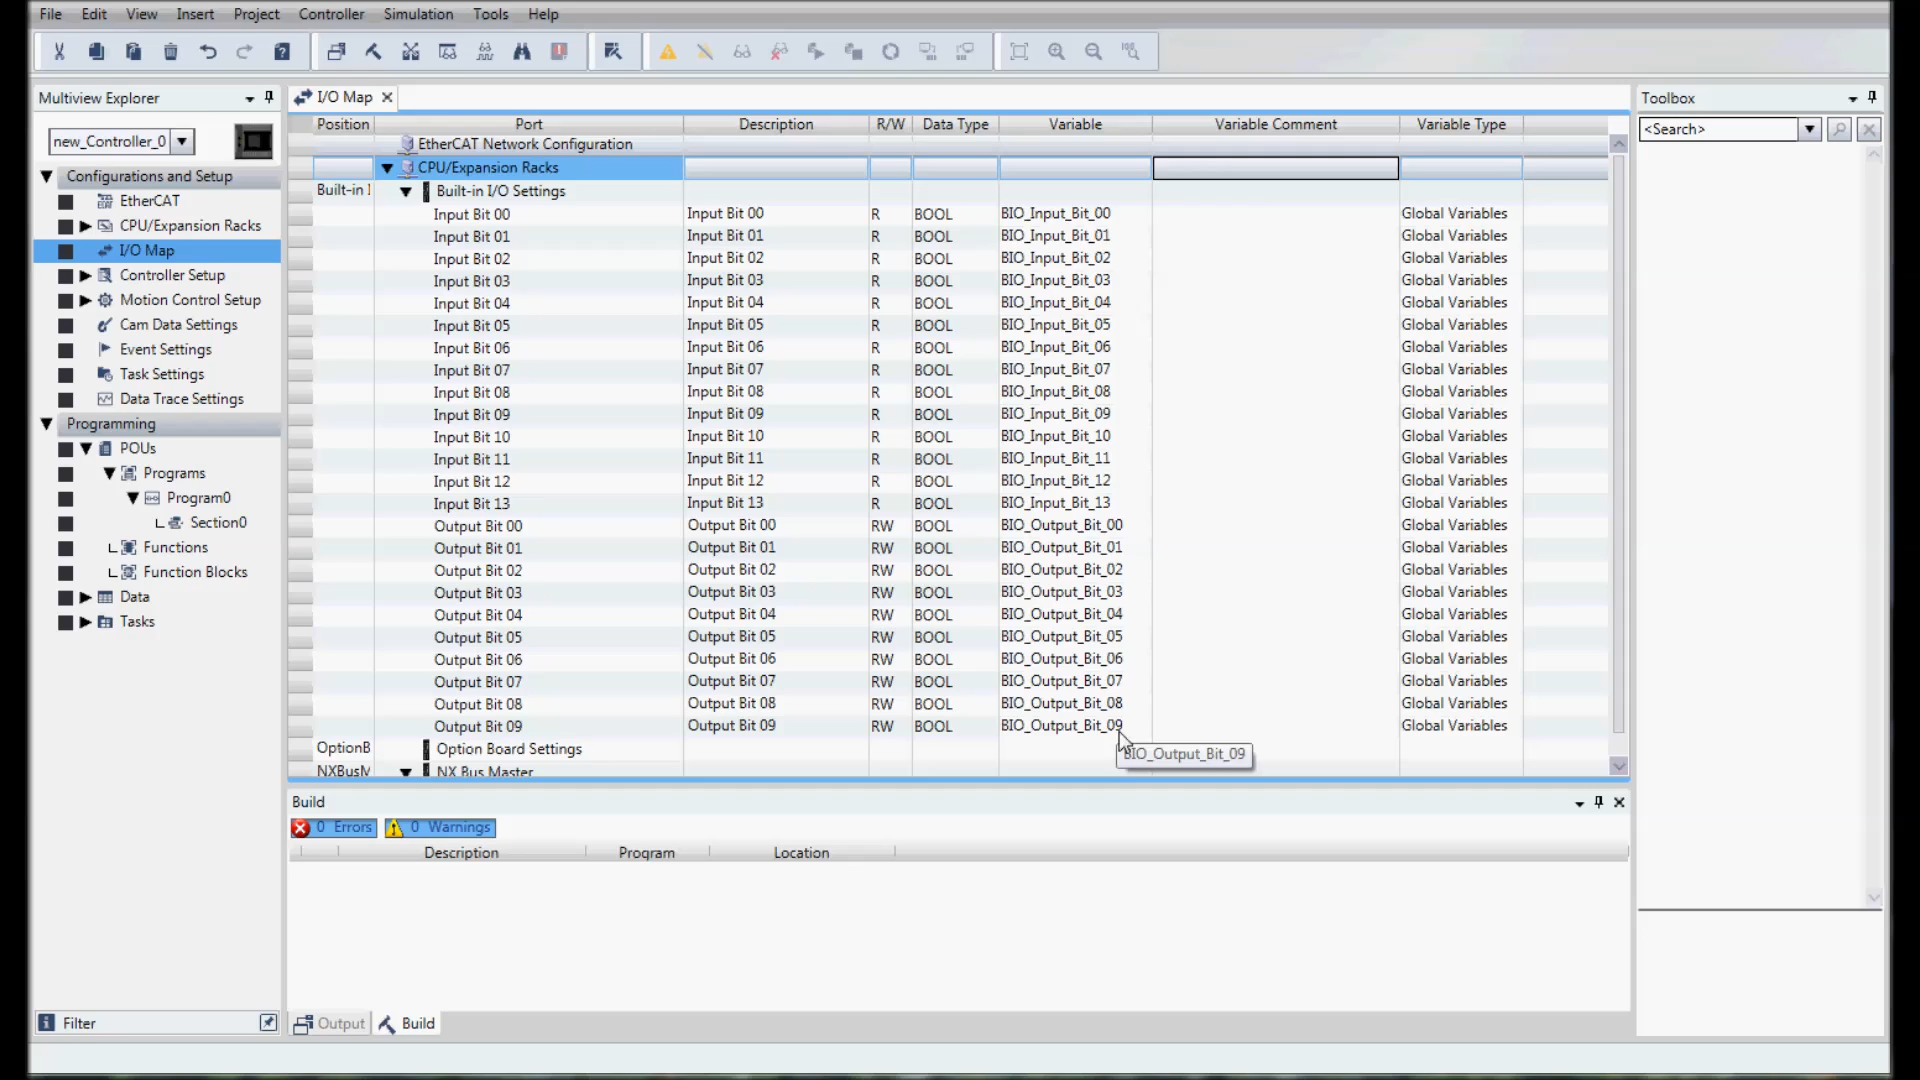 File Edit View Insert Project Controller Simulation Tools Help
Multiview Explorer
new_Controller_0
Configurations and Setup
EtherCAT
CPU/Expansion Racks
I/O Map
Controller Setup
Motion Control Setup
Cam Data Settings
Event Settings
Task Settings
Data Trace Settings
Programming
POUs
Programs
Program0
Section0
Functions
Function Blocks
Data
Tasks
Filter
I/O Map
Position Port Description R/W Data Type Variable Variable Comment Variable Type
EtherCAT Network Configuration
CPU/Expansion Racks
Built-in I Built-in I/O Settings
Input Bit 00 Input Bit 00 R BOOL BIO_Input_Bit_00 Global Variables
Input Bit 01 Input Bit 01 R BOOL BIO_Input_Bit_01 Global Variables
Input Bit 02 Input Bit 02 R BOOL BIO_Input_Bit_02 Global Variables
Input Bit 03 Input Bit 03 R BOOL BIO_Input_Bit_03 Global Variables
Input Bit 04 Input Bit 04 R BOOL BIO_Input_Bit_04 Global Variables
Input Bit 05 Input Bit 05 R BOOL BIO_Input_Bit_05 Global Variables
Input Bit 06 Input Bit 06 R BOOL BIO_Input_Bit_06 Global Variables
Input Bit 07 Input Bit 07 R BOOL BIO_Input_Bit_07 Global Variables
Input Bit 08 Input Bit 08 R BOOL BIO_Input_Bit_08 Global Variables
Input Bit 09 Input Bit 09 R BOOL BIO_Input_Bit_09 Global Variables
Input Bit 10 Input Bit 10 R BOOL BIO_Input_Bit_10 Global Variables
Input Bit 11 Input Bit 11 R BOOL BIO_Input_Bit_11 Global Variables
Input Bit 12 Input Bit 12 R BOOL BIO_Input_Bit_12 Global Variables
Input Bit 13 Input Bit 13 R BOOL BIO_Input_Bit_13 Global Variables
Output Bit 00 Output Bit 00 RW BOOL BIO_Output_Bit_00 Global Variables
Output Bit 01 Output Bit 01 RW BOOL BIO_Output_Bit_01 Global Variables
Output Bit 02 Output Bit 02 RW BOOL BIO_Output_Bit_02 Global Variables
Output Bit 03 Output Bit 03 RW BOOL BIO_Output_Bit_03 Global Variables
Output Bit 04 Output Bit 04 RW BOOL BIO_Output_Bit_04 Global Variables
Output Bit 05 Output Bit 05 RW BOOL BIO_Output_Bit_05 Global Variables
Output Bit 06 Output Bit 06 RW BOOL BIO_Output_Bit_06 Global Variables
Output Bit 07 Output Bit 07 RW BOOL BIO_Output_Bit_07 Global Variables
Output Bit 08 Output Bit 08 RW BOOL BIO_Output_Bit_08 Global Variables
Output Bit 09 Output Bit 09 RW BOOL BIO_Output_Bit_09 Global Variables
OptionB Option Board Settings
BIO_Output_Bit_09
NXBusM NX Bus Master
Build
0 Errors 0 Warnings
Description Program Location
Output Build
Toolbox
<Search>